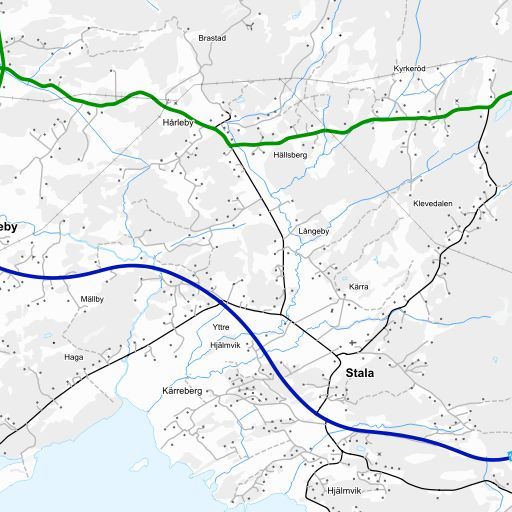 Brastad
Kyrkeröd
Hårleby
Hällsberg
Klevedalen
eby
Långeby
Kärra
Mällby
Yttre
Hjälmvik
Haga
Stala
Kärreberg
Hjälmvik